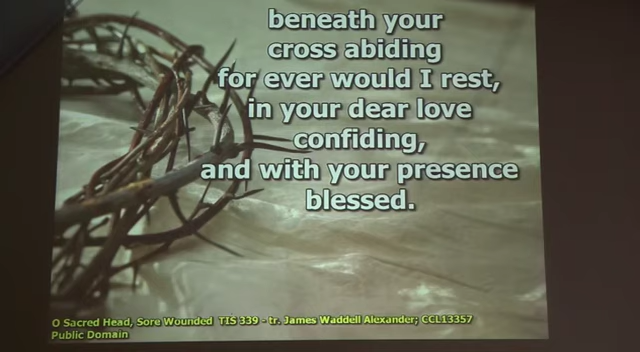 beneath your
cross abiding
for ever would I rest,
in your dear love
confiding,
and with your presence
blessed.
O Sacred Head, Sore Wounded TIS 339 - tr. James Waddell Alexander; CCL13357
Public Domain